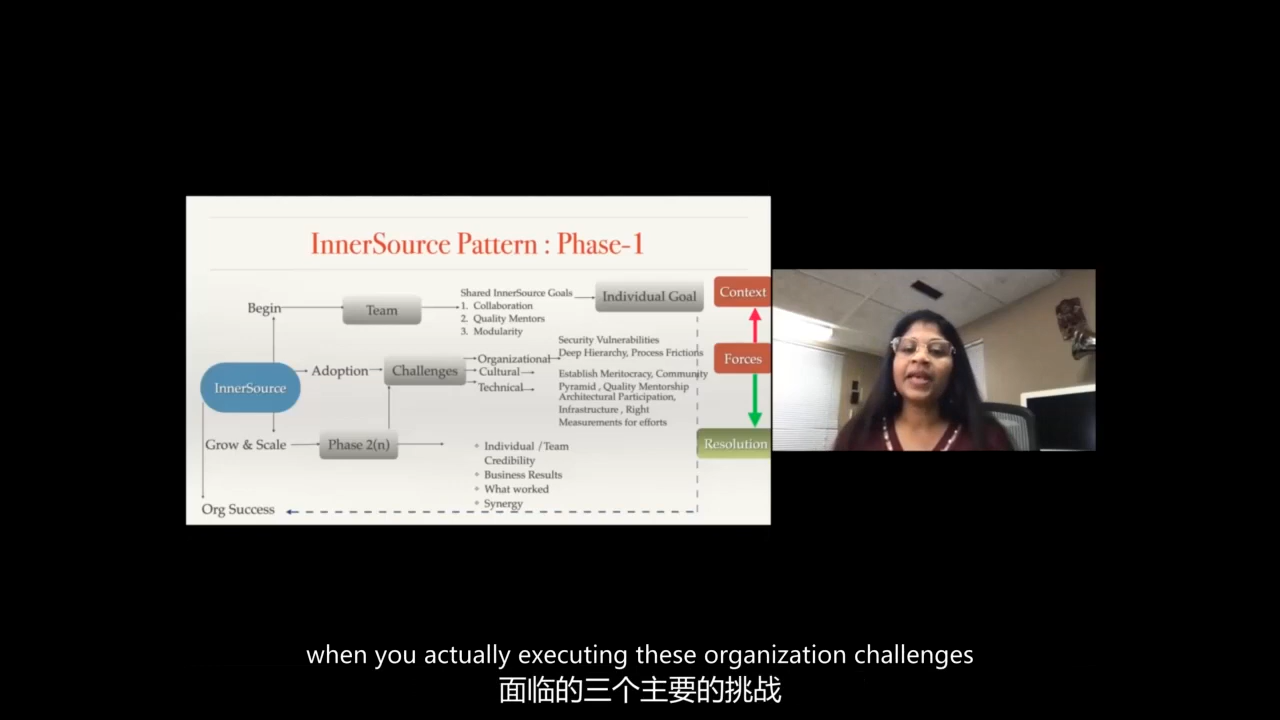 InnerSource Pattern : Phase-1
Begin
Team
Shared InnerSource Goals
1. Collaboration
2. Quality Mentors
3. Modularity
Individual Goal
Context
Forces
Resolution
InnerSource
Adoption
Challenges
Organizational
Cultural
Technical
Security Vulnerabilities
Deep Hierarchy, Process Frictions
Establish Meritocracy, Community
Pyramid , Quality Mentorship
Architectural Participation,
Infrastructure , Right
Measurements for efforts
Grow & Scale
Phase 2(n)
Individual /Team
Credibility
Business Results
What worked
Synergy
Org Success
when you actually executing these organization challenges
面临的三个主要的挑战